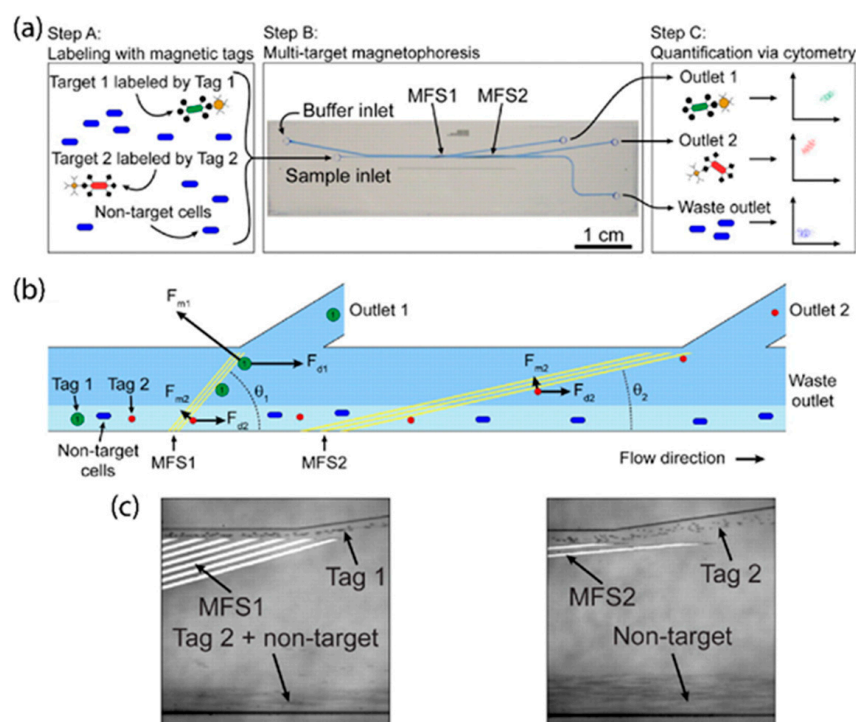 (a)
Step A:
Labeling with magnetic tags
Step B:
Multi-target magnetophoresis
Step C:
Quantification via cytometry
Target 1 labeled by Tag 1
Target 2 labeled by Tag 2
Non-target cells
Buffer inlet
Sample inlet
MFS1
MFS2
1 cm
Outlet 1
Outlet 2
Waste outlet
(b)
Fm1
Outlet 1
Outlet 2
1
1
Fd1
Tag 1
Tag 2
Fm2
1
θ1
Fm2
θ2
Waste
outlet
1
Fd2
Fd2
Non-target
cells
MFS1
MFS2
Flow direction
(c)
MFS1
Tag 1
Tag 2 + non-target
MFS2
Tag 2
Non-target